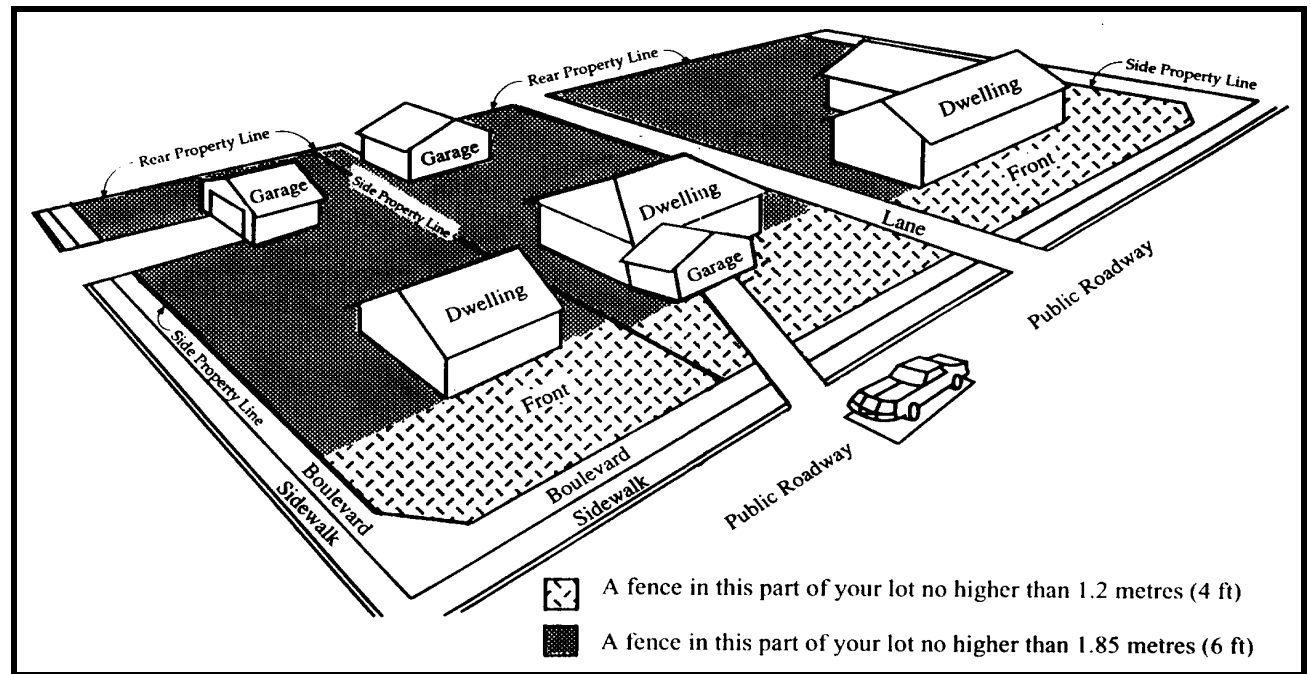 Rear Property Line
Side Property Line
Dwelling
Rear Property Line
Garage
Front
Garage
Side Property Line
Dwelling
Lane
Garage
Dwelling
Public Roadway
Side Property Line
Front
Boulevard
Sidewalk
Boulevard
Sidewalk
Public Roadway
A fence in this part of your lot no higher than 1.2 metres (4 ft)
A fence in this part of your lot no higher than 1.85 metres (6 ft)